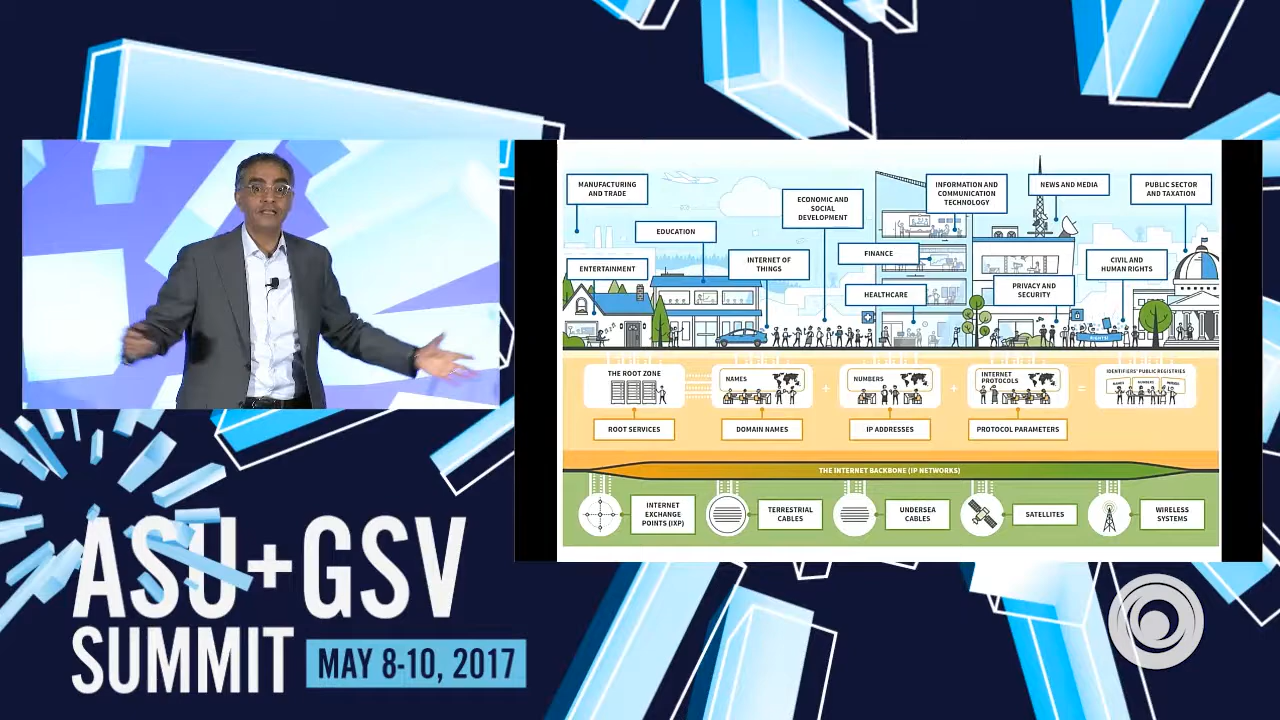 MANUFACTURING
AND TRADE
ECONOMIC AND
SOCIAL
DEVELOPMENT
INFORMATION AND
COMMUNICATION
TECHNOLOGY
NEWS AND MEDIA
PUBLIC SECTOR
AND TAXATION
EDUCATION
ENTERTAINMENT
INTERNET OF
THINGS
FINANCE
HEALTHCARE
PRIVACY AND
SECURITY
CIVIL AND
HUMAN RIGHTS
RIGHTS!
THE ROOT ZONE
NAMES
+
NUMBERS
+
INTERNET
PROTOCOLS
=
IDENTIFIERS' PUBLIC REGISTRIES
NAMES
NUMBERS
ROOT SERVICES
DOMAIN NAMES
IP ADDRESSES
PROTOCOL PARAMETERS
THE INTERNET BACKBONE (IP NETWORKS)
INTERNET
EXCHANGE
POINTS (IXP)
TERRESTRIAL
CABLES
UNDERSEA
CABLES
SATELLITES
WIRELESS
SYSTEMS
ASU+GSV
SUMMIT
MAY 8-10, 2017